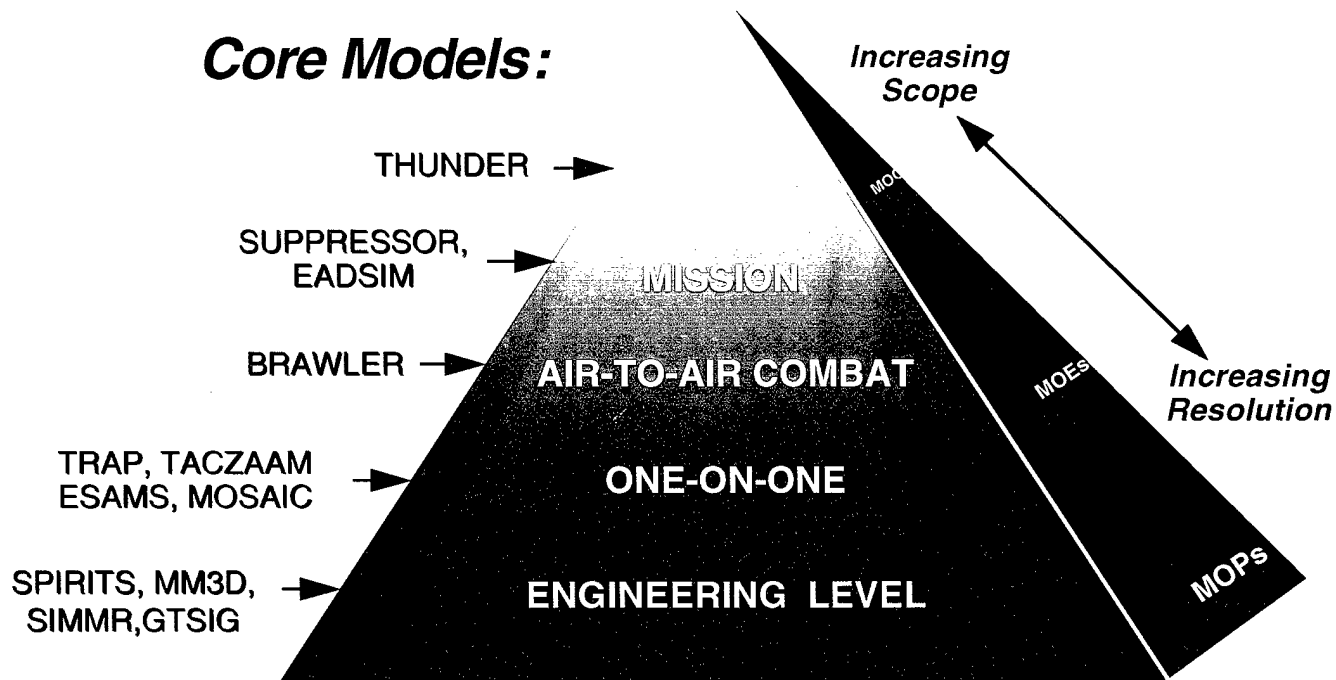 Core Models:
Increasing
Scope
THUNDER
SUPPRESSOR,
EADSIM
MISSION
BRAWLER
AIR-TO-AIR COMBAT
MOEs
Increasing
Resolution
TRAP, TACZAAM
ESAMS, MOSAIC
ONE-ON-ONE
SPIRITS, MM3D,
SIMMR,GTSIG
ENGINEERING LEVEL
MOPs